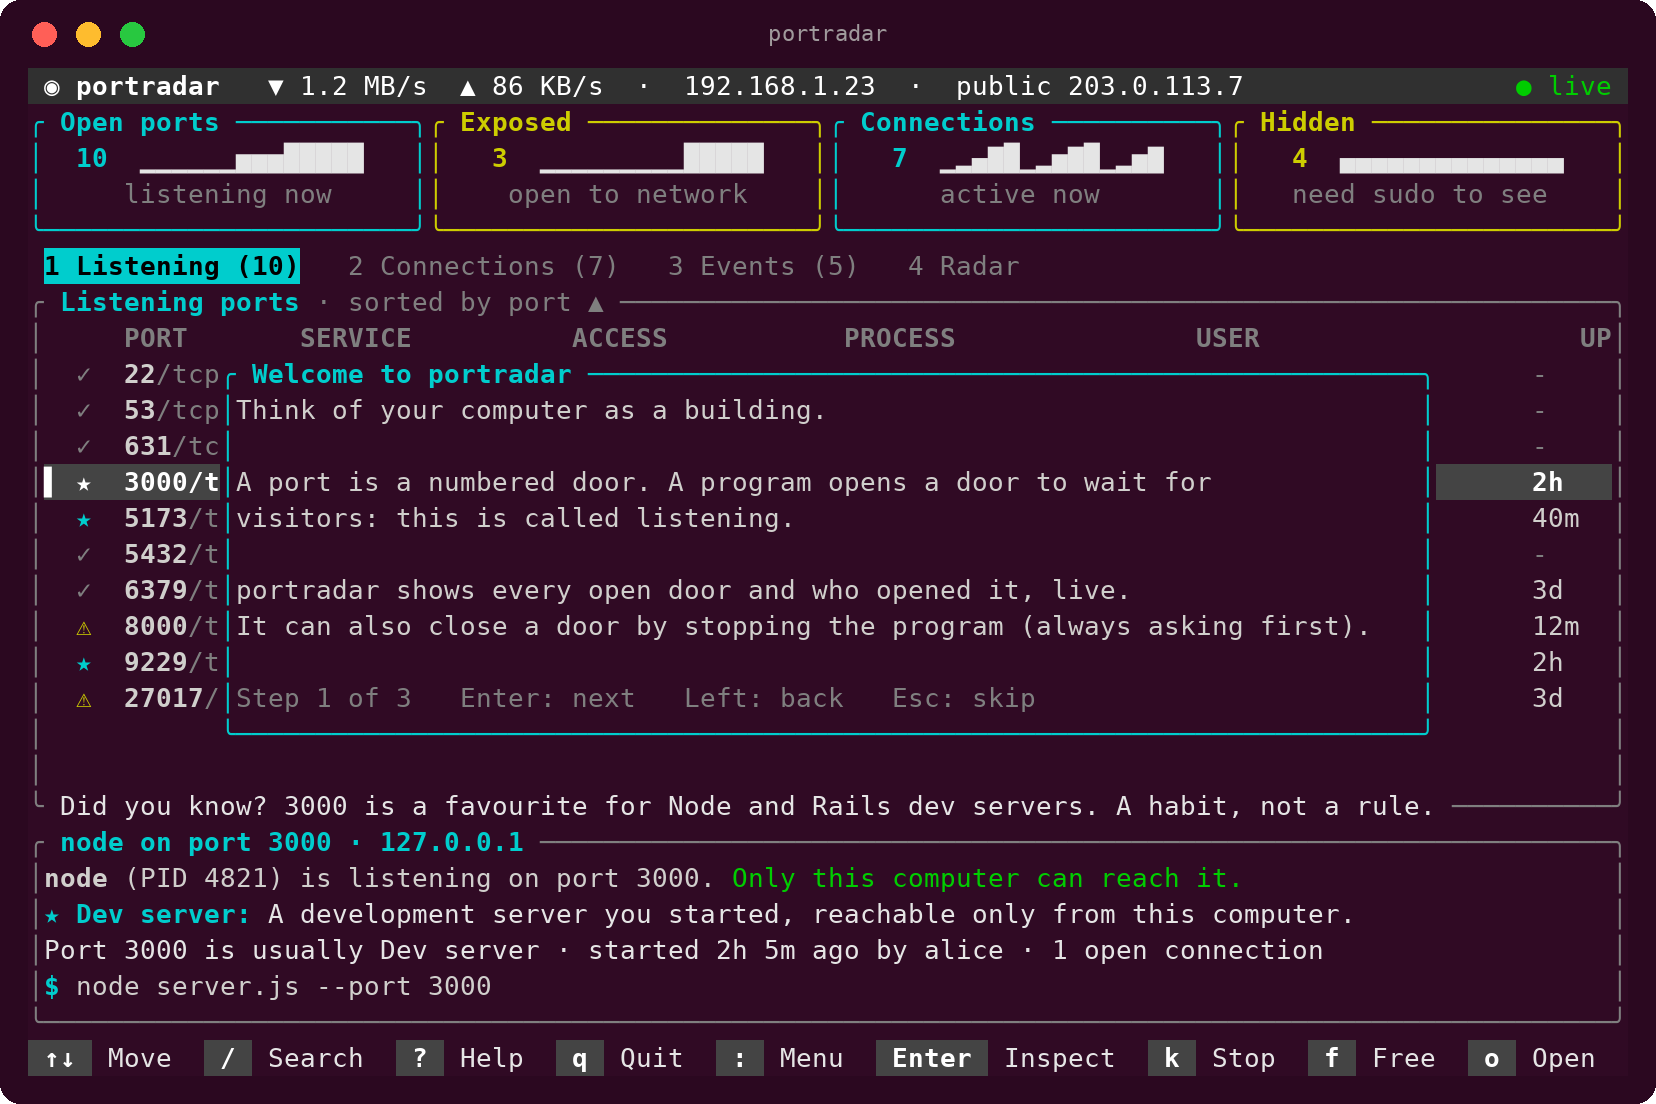 portradar
◉ portradar ▼ 1.2 MB/s ▲ 86 KB/s · 192.168.1.23 · public 203.0.113.7 ● live
Open ports Exposed Connections Hidden
10 3 7 4
listening now open to network active now need sudo to see
1 Listening (10) 2 Connections (7) 3 Events (5) 4 Radar
Listening ports · sorted by port ▲
PORT SERVICE ACCESS PROCESS USER UP
✓ 22/tcp Welcome to portradar -
✓ 53/tcp Think of your computer as a building. -
✓ 631/tc -
★ 3000/t A port is a numbered door. A program opens a door to wait for 2h
★ 5173/t visitors: this is called listening. 40m
✓ 5432/t -
✓ 6379/t portradar shows every open door and who opened it, live. 3d
⚠ 8000/t It can also close a door by stopping the program (always asking first). 12m
★ 9229/t 2h
⚠ 27017/ Step 1 of 3 Enter: next Left: back Esc: skip 3d
Did you know? 3000 is a favourite for Node and Rails dev servers. A habit, not a rule.
node on port 3000 · 127.0.0.1
node (PID 4821) is listening on port 3000. Only this computer can reach it.
★ Dev server: A development server you started, reachable only from this computer.
Port 3000 is usually Dev server · started 2h 5m ago by alice · 1 open connection
$ node server.js --port 3000
↑↓ Move / Search ? Help q Quit : Menu Enter Inspect k Stop f Free o Open